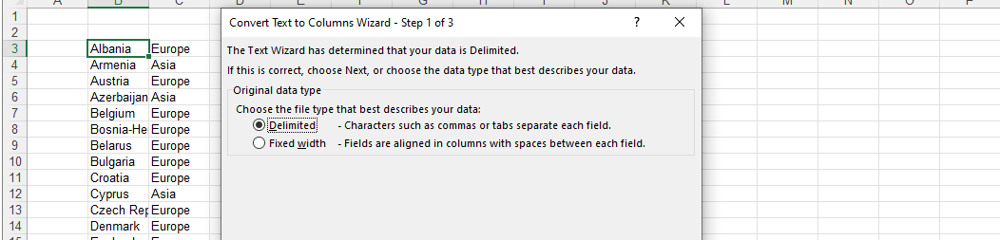 A B C D E F G H I J K L M N O P
Convert Text to Columns Wizard - Step 1 of 3 ? ×
The Text Wizard has determined that your data is Delimited.
If this is correct, choose Next, or choose the data type that best describes your data.
Original data type
Choose the file type that best describes your data:
Delimited - Characters such as commas or tabs separate each field.
Fixed width - Fields are aligned in columns with spaces between each field.
1
2
3 Albania Europe
4 Armenia Asia
5 Austria Europe
6 Azerbaijan Asia
7 Belgium Europe
8 Bosnia-He Europe
9 Belarus Europe
10 Bulgaria Europe
11 Croatia Europe
12 Cyprus Asia
13 Czech Rep Europe
14 Denmark Europe
15